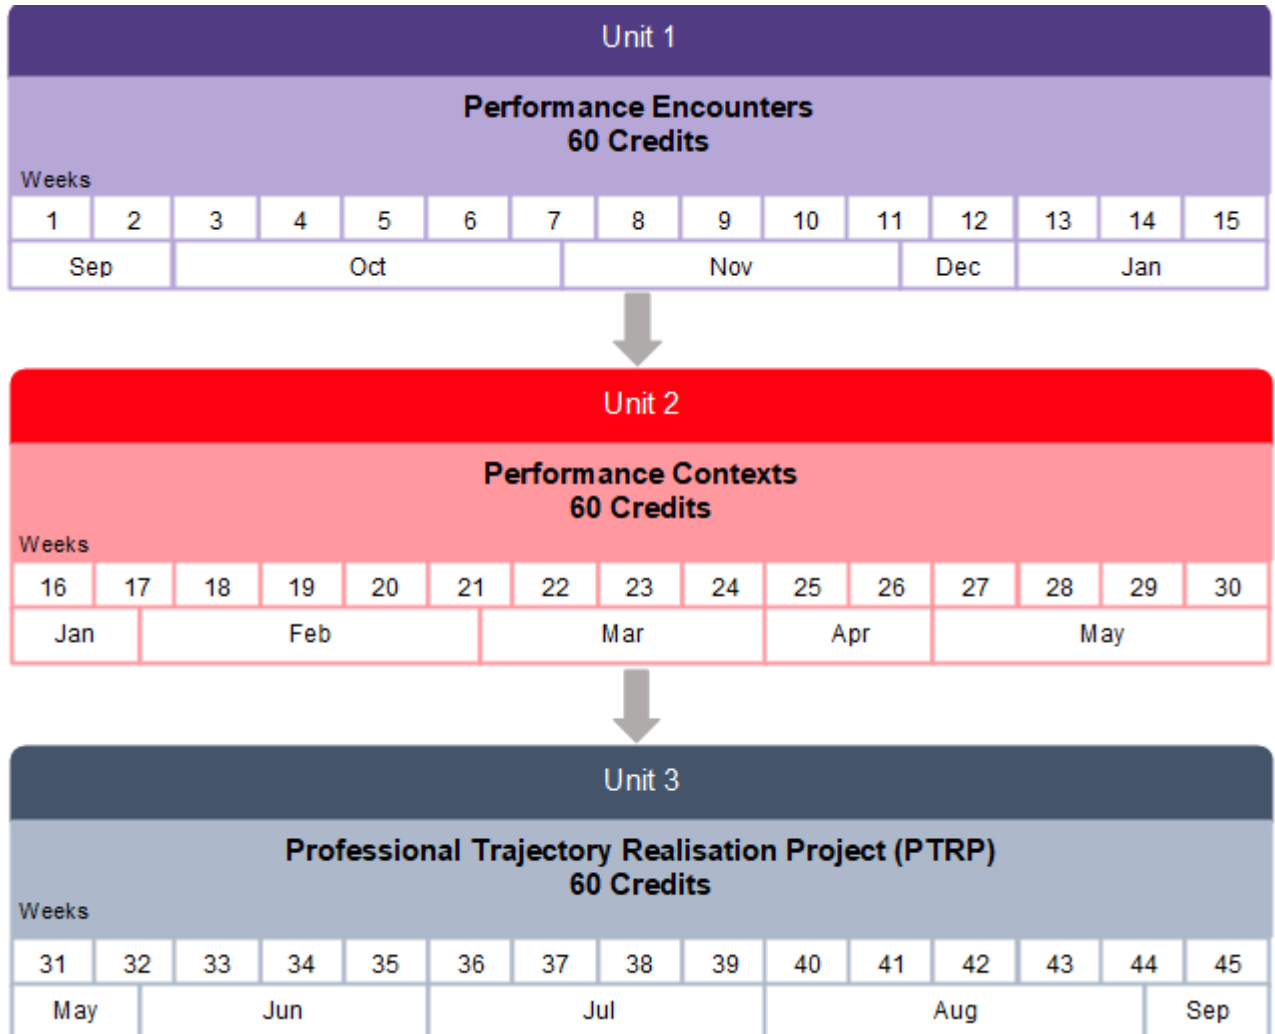 Unit 1
Performance Encounters
60 Credits
Weeks
1 2 3 4 5 6 7 8 9 10 11 12 13 14 15
Sep Oct Nov Dec Jan
Unit 2
Performance Contexts
60 Credits
Weeks
16 17 18 19 20 21 22 23 24 25 26 27 28 29 30
Jan Feb Mar Apr May
Unit 3
Professional Trajectory Realisation Project (PTRP)
60 Credits
Weeks
31 32 33 34 35 36 37 38 39 40 41 42 43 44 45
May Jun Jul Aug Sep